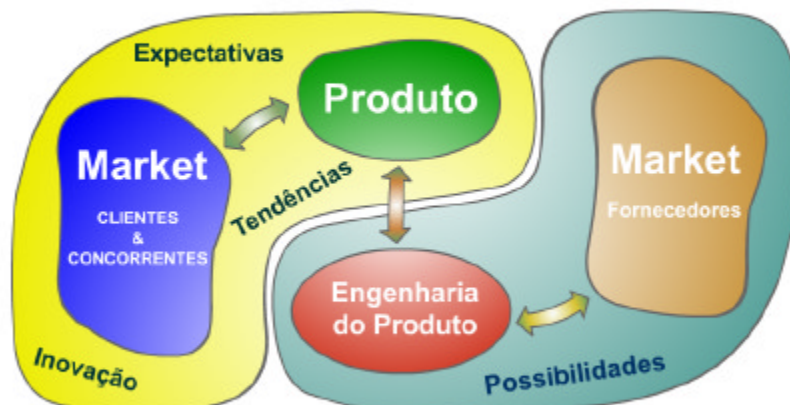 Expectativas
Produto
Market
CLIENTES
&
CONCORRENTES
Tendências
Inovação
Market
Fornecedores
Engenharia
do Produto
Possibilidades